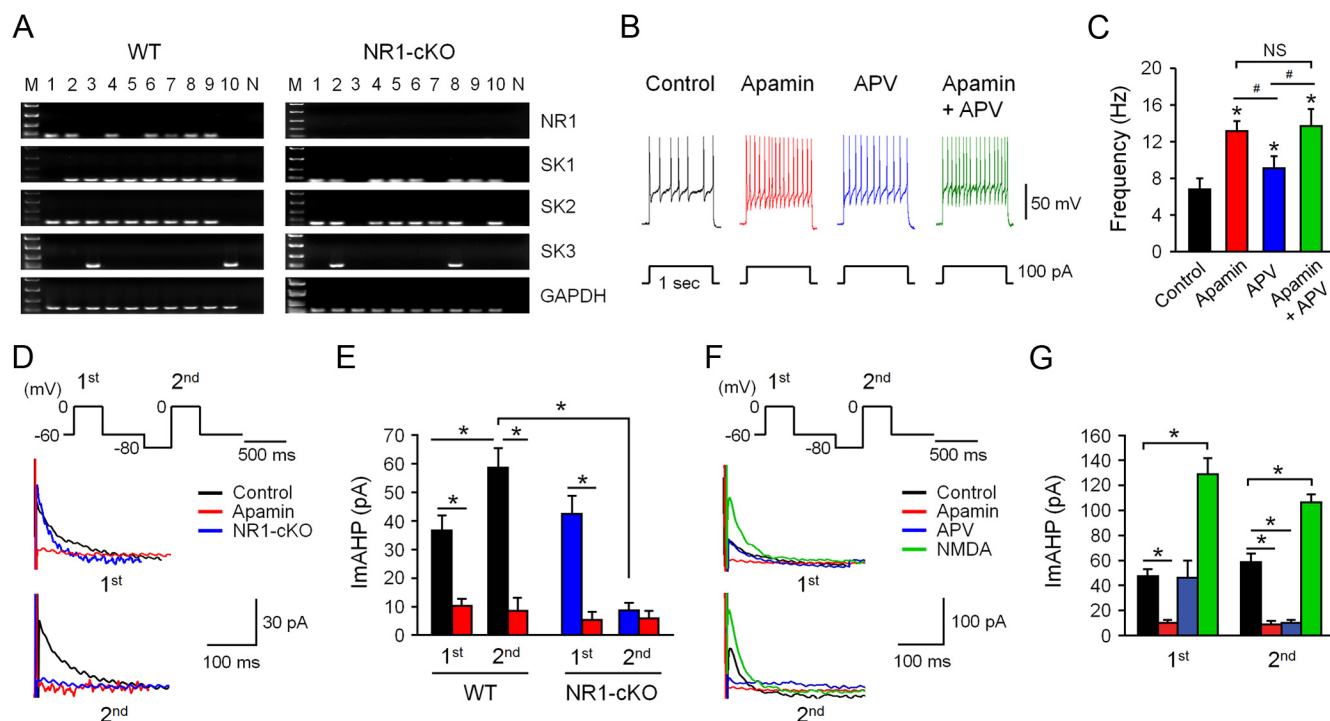 A
WT
NR1-cKO
M 1 2 3 4 5 6 7 8 9 10 N
M 1 2 3 4 5 6 7 8 9 10 N
NR1
SK1
SK2
SK3
GAPDH
B
Control
Apamin
APV
Apamin
+ APV
50 mV
1 sec
100 pA
C
NS
# #
* * *
Frequency (Hz)
20
16
12
8
4
0
Control
Apamin
APV
Apamin
+ APV
D
(mV)
1st
2nd
0
0
-60
-80
500 ms
Control
Apamin
NR1-cKO
1st
30 pA
100 ms
2nd
E
*
* *
* *
ImAHP (pA)
70
60
50
40
30
20
10
0
1st 2nd 1st 2nd
WT NR1-cKO
F
(mV)
1st
2nd
0
0
-60
-80
500 ms
Control
Apamin
APV
NMDA
1st
100 pA
100 ms
2nd
G
*
*
*
* *
ImAHP (pA)
160
140
120
100
80
60
40
20
0
1st 2nd